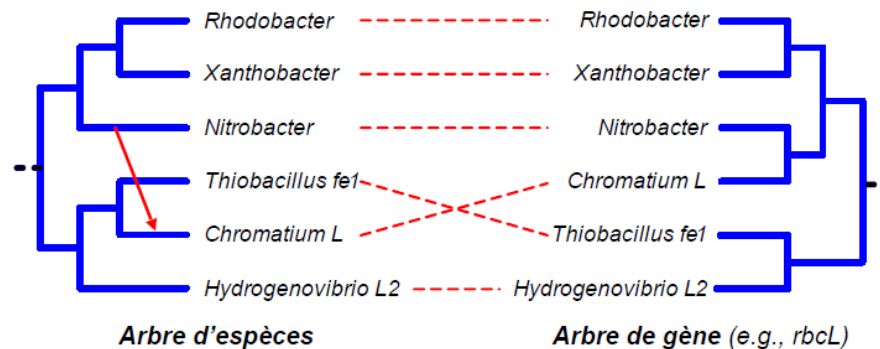 Rhodobacter Rhodobacter
Xanthobacter Xanthobacter
Nitrobacter Nitrobacter
Thiobacillus fe1 Chromatium L
Chromatium L Thiobacillus fe1
Hydrogenovibrio L2 Hydrogenovibrio L2
Arbre d'espèces Arbre de gène (e.g., rbcL)